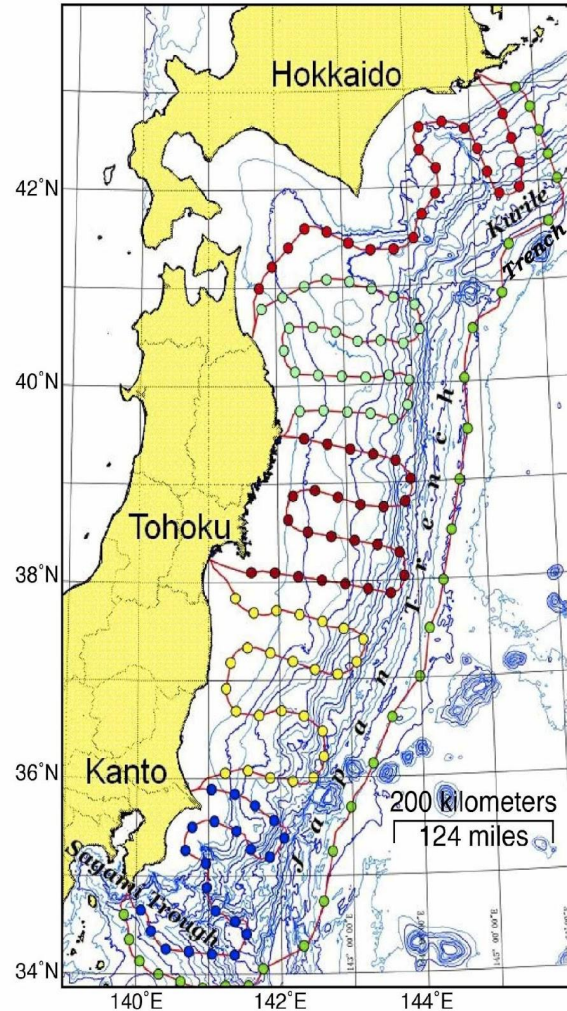 Hokkaido
42°N
Kurile
Trench
40°N
Japan Trench
Tohoku
38°N
Kanto
36°N
200 kilometers
124 miles
Sagami Trough
34°N
140°E
142°E
144°E